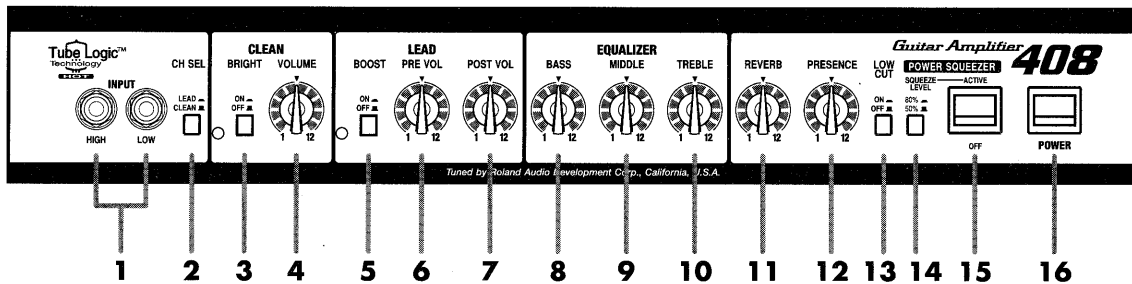 Tube Logic™
Technology
HOT
INPUT
HIGH LOW
CH SEL
LEAD
CLEAN
1 2
CLEAN
BRIGHT VOLUME
ON
OFF
1 12
3 4
LEAD
BOOST PRE VOL POST VOL
ON
OFF
1 12 1 12
5 6 7
EQUALIZER
BASS MIDDLE TREBLE
1 12 1 12 1 12
8 9 10
Guitar Amplifier 408
REVERB PRESENCE
1 12 1 12
LOW
CUT
ON
OFF
POWER SQUEEZER
SQUEEZE
LEVEL
ACTIVE
80%
50%
OFF
POWER
11 12 13 14 15 16
Tuned by Roland Audio Development Corp., California, U.S.A.